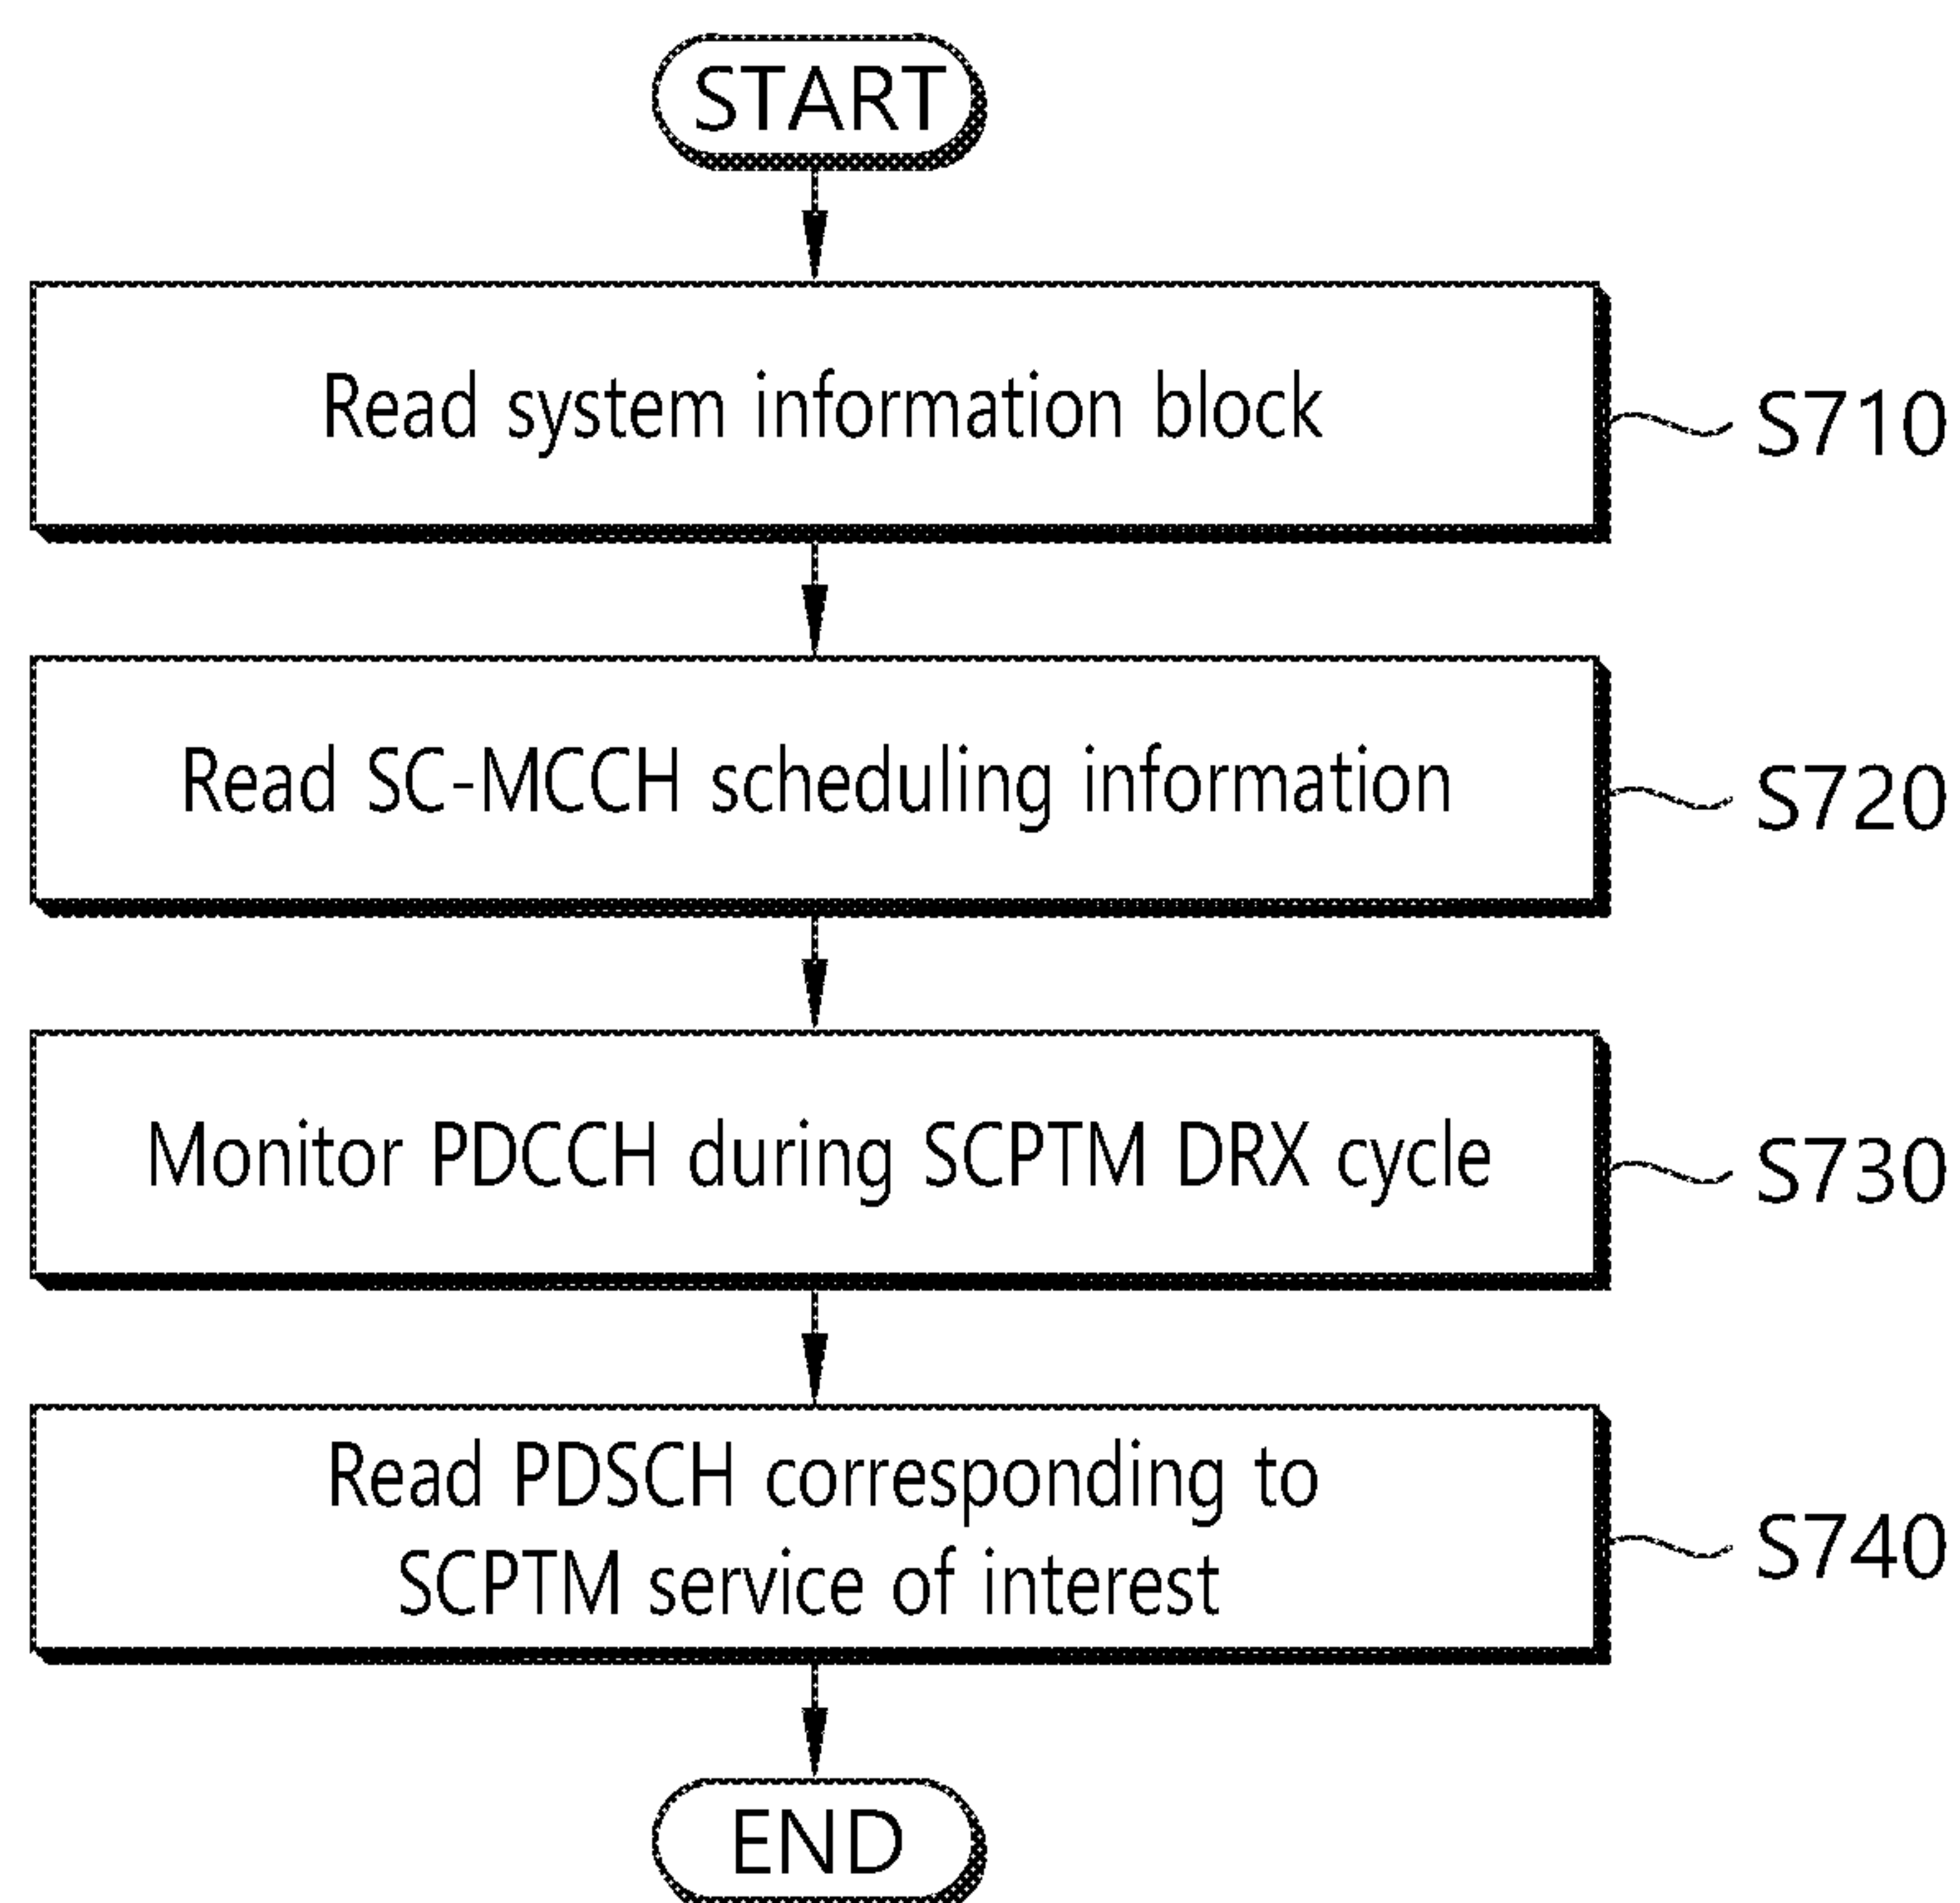 START
Read system information block
S710
Read SC-MCCH scheduling information
S720
Monitor PDCCH during SCPTM DRX cycle
S730
Read PDSCH corresponding to
SCPTM service of interest
S740
END